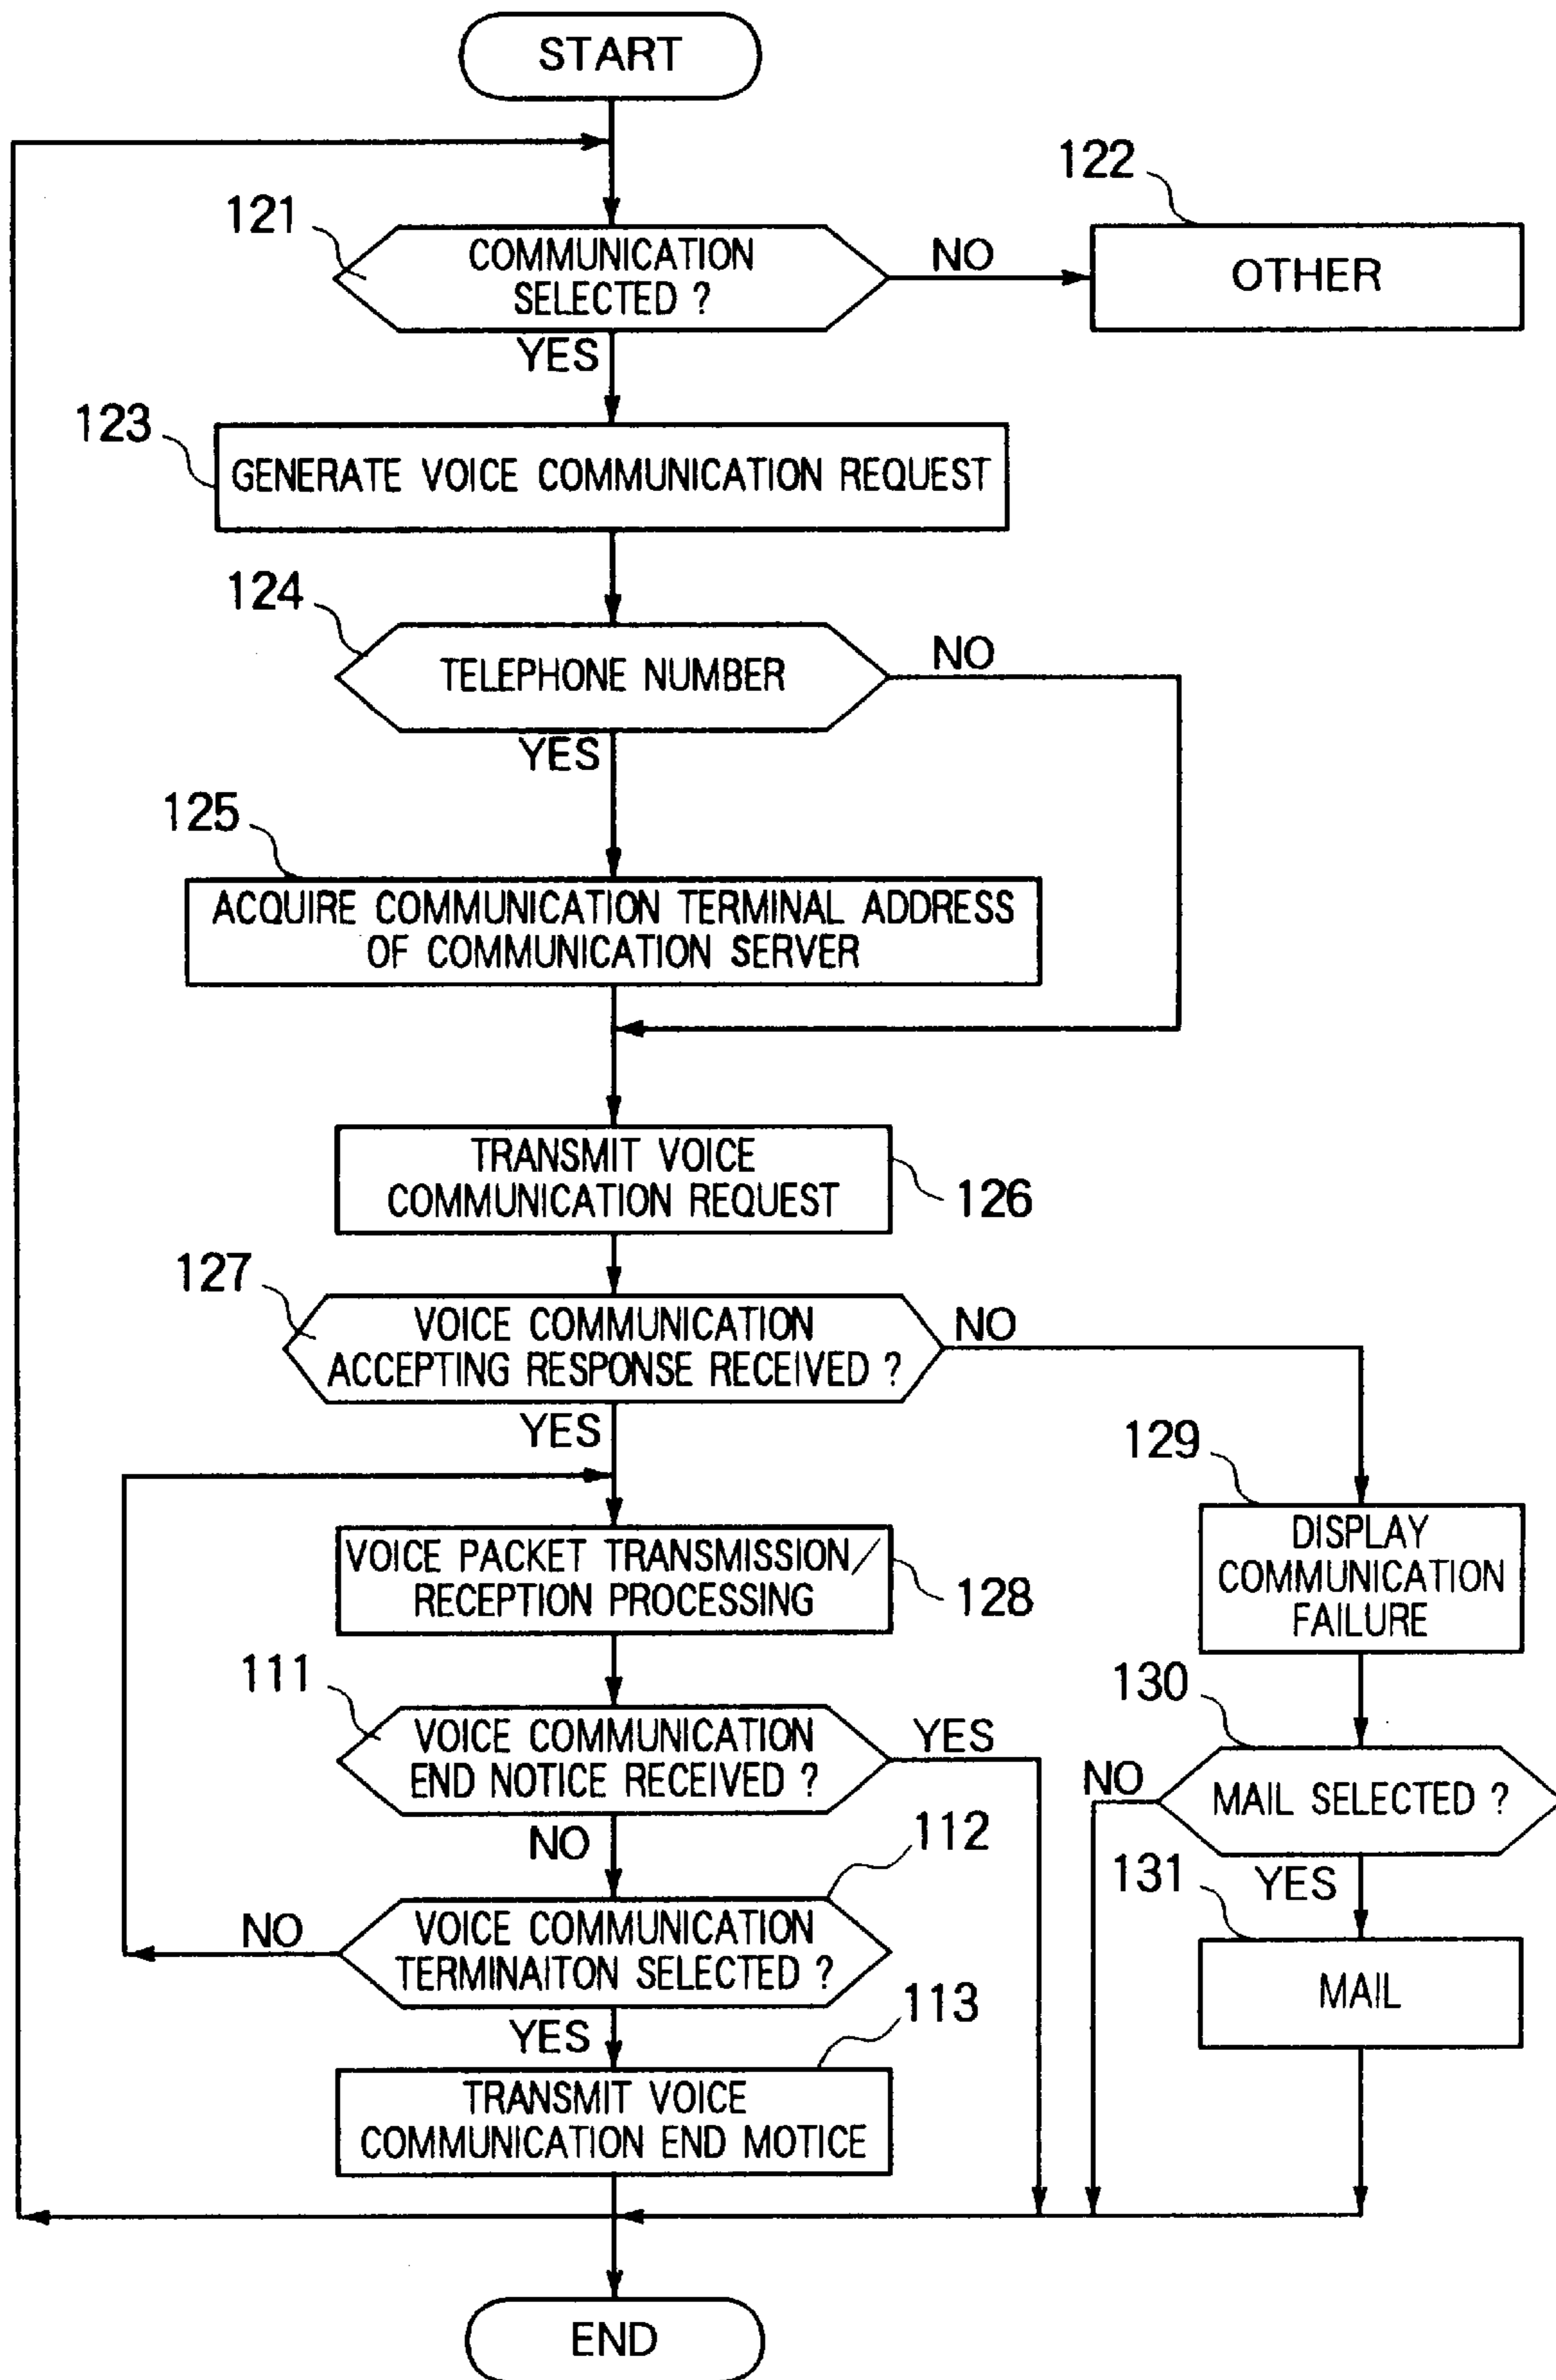 START
121
COMMUNICATION
SELECTED ?
NO
122
OTHER
YES
123
GENERATE VOICE COMMUNICATION REQUEST
124
TELEPHONE NUMBER
NO
YES
125
ACQUIRE COMMUNICATION TERMINAL ADDRESS
OF COMMUNICATION SERVER
TRANSMIT VOICE
COMMUNICATION REQUEST
126
127
VOICE COMMUNICATION
ACCEPTING RESPONSE RECEIVED ?
NO
YES
129
DISPLAY
COMMUNICATION
FAILURE
VOICE PACKET TRANSMISSION/
RECEPTION PROCESSING
128
111
VOICE COMMUNICATION
END NOTICE RECEIVED ?
YES
NO
130
MAIL SELECTED ?
NO
YES
131
MAIL
112
VOICE COMMUNICATION
TERMINAITON SELECTED ?
NO
YES
113
TRANSMIT VOICE
COMMUNICATION END MOTICE
END